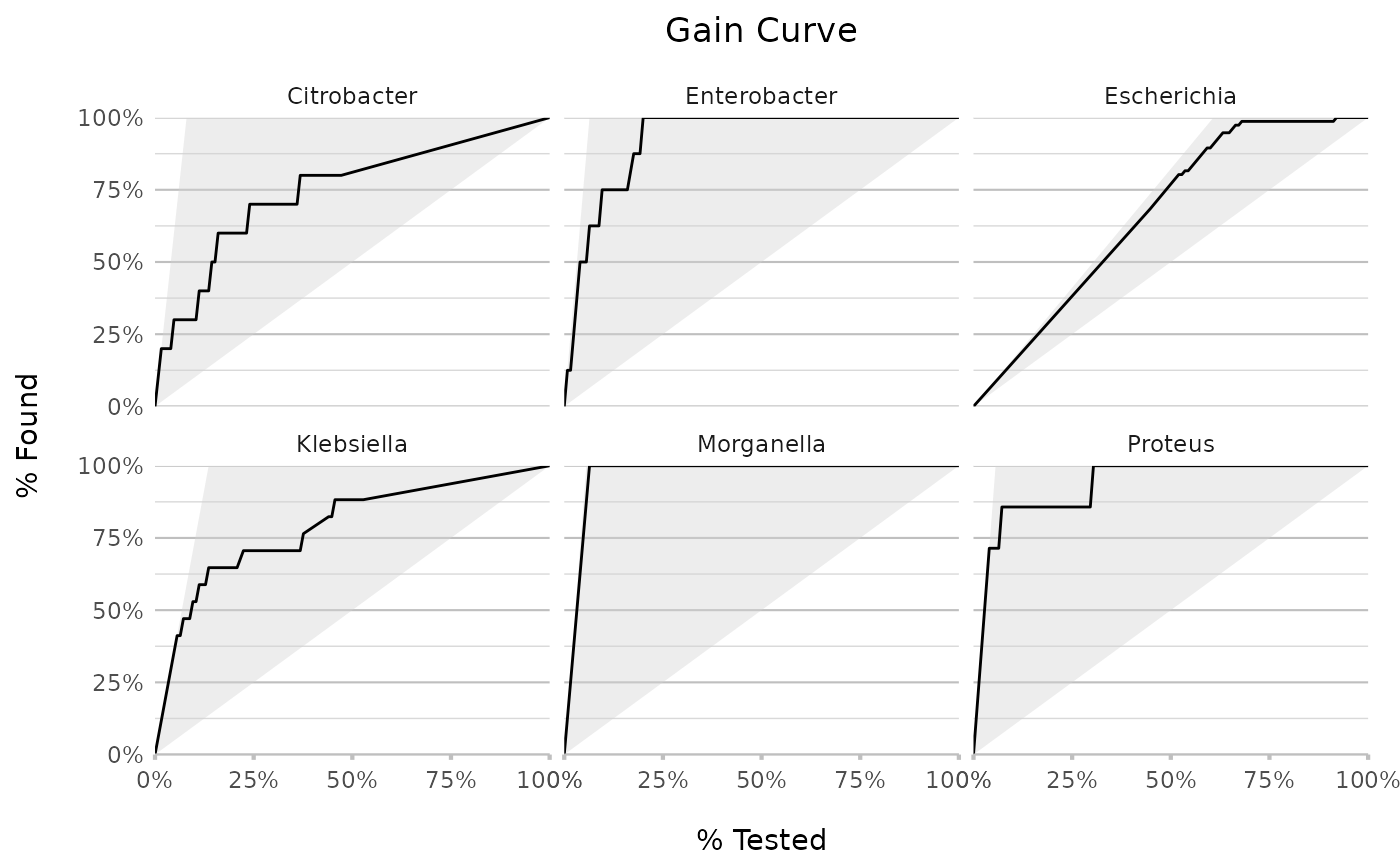 Gain Curve
Citrobacter Enterobacter Escherichia
100%
75%
50%
25%
0%
Klebsiella Morganella Proteus
100%
75%
50%
25%
0%
0% 25% 50% 75% 100% 0% 25% 50% 75% 100% 0% 25% 50% 75% 100%
% Found
% Tested